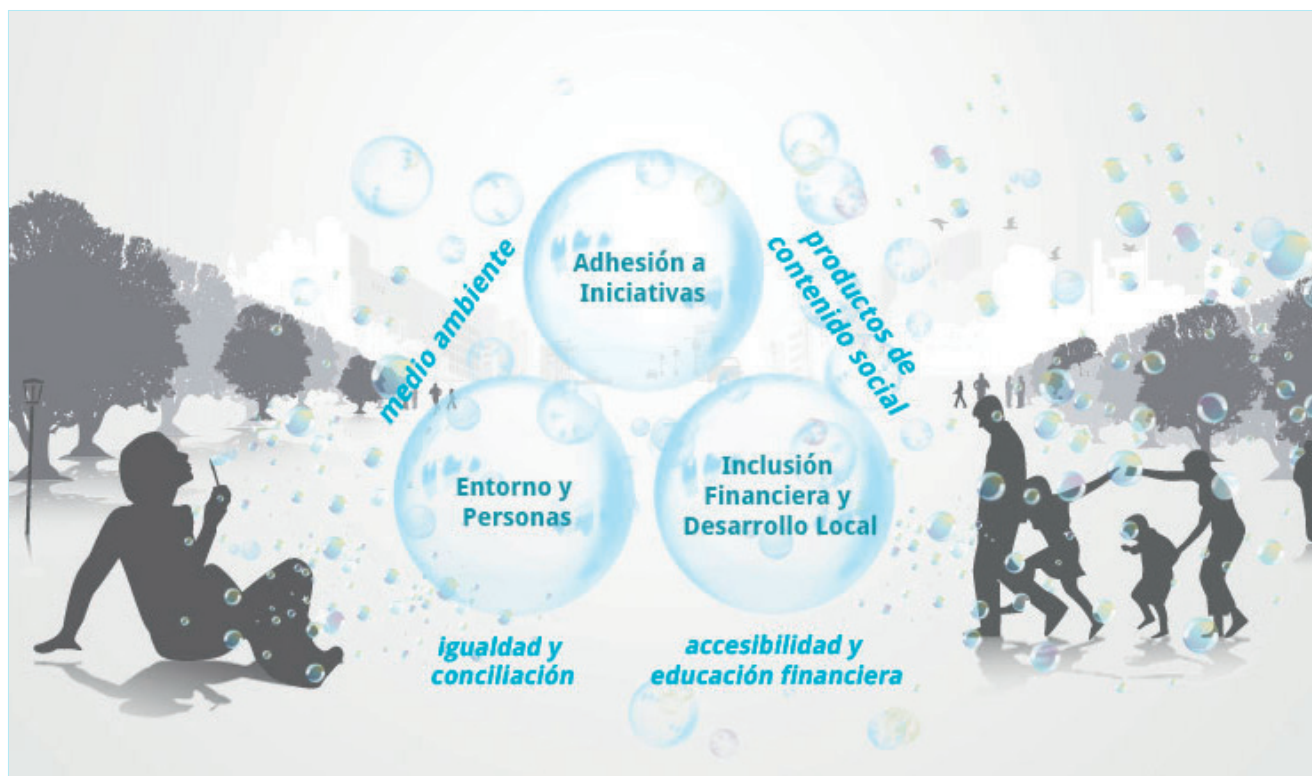 Adhesión a
Iniciativas
medio ambiente
productos de
contenido social
Entorno y
Personas
Inclusión
Financiera y
Desarrollo Local
igualdad y
conciliación
accesibilidad y
educación financiera